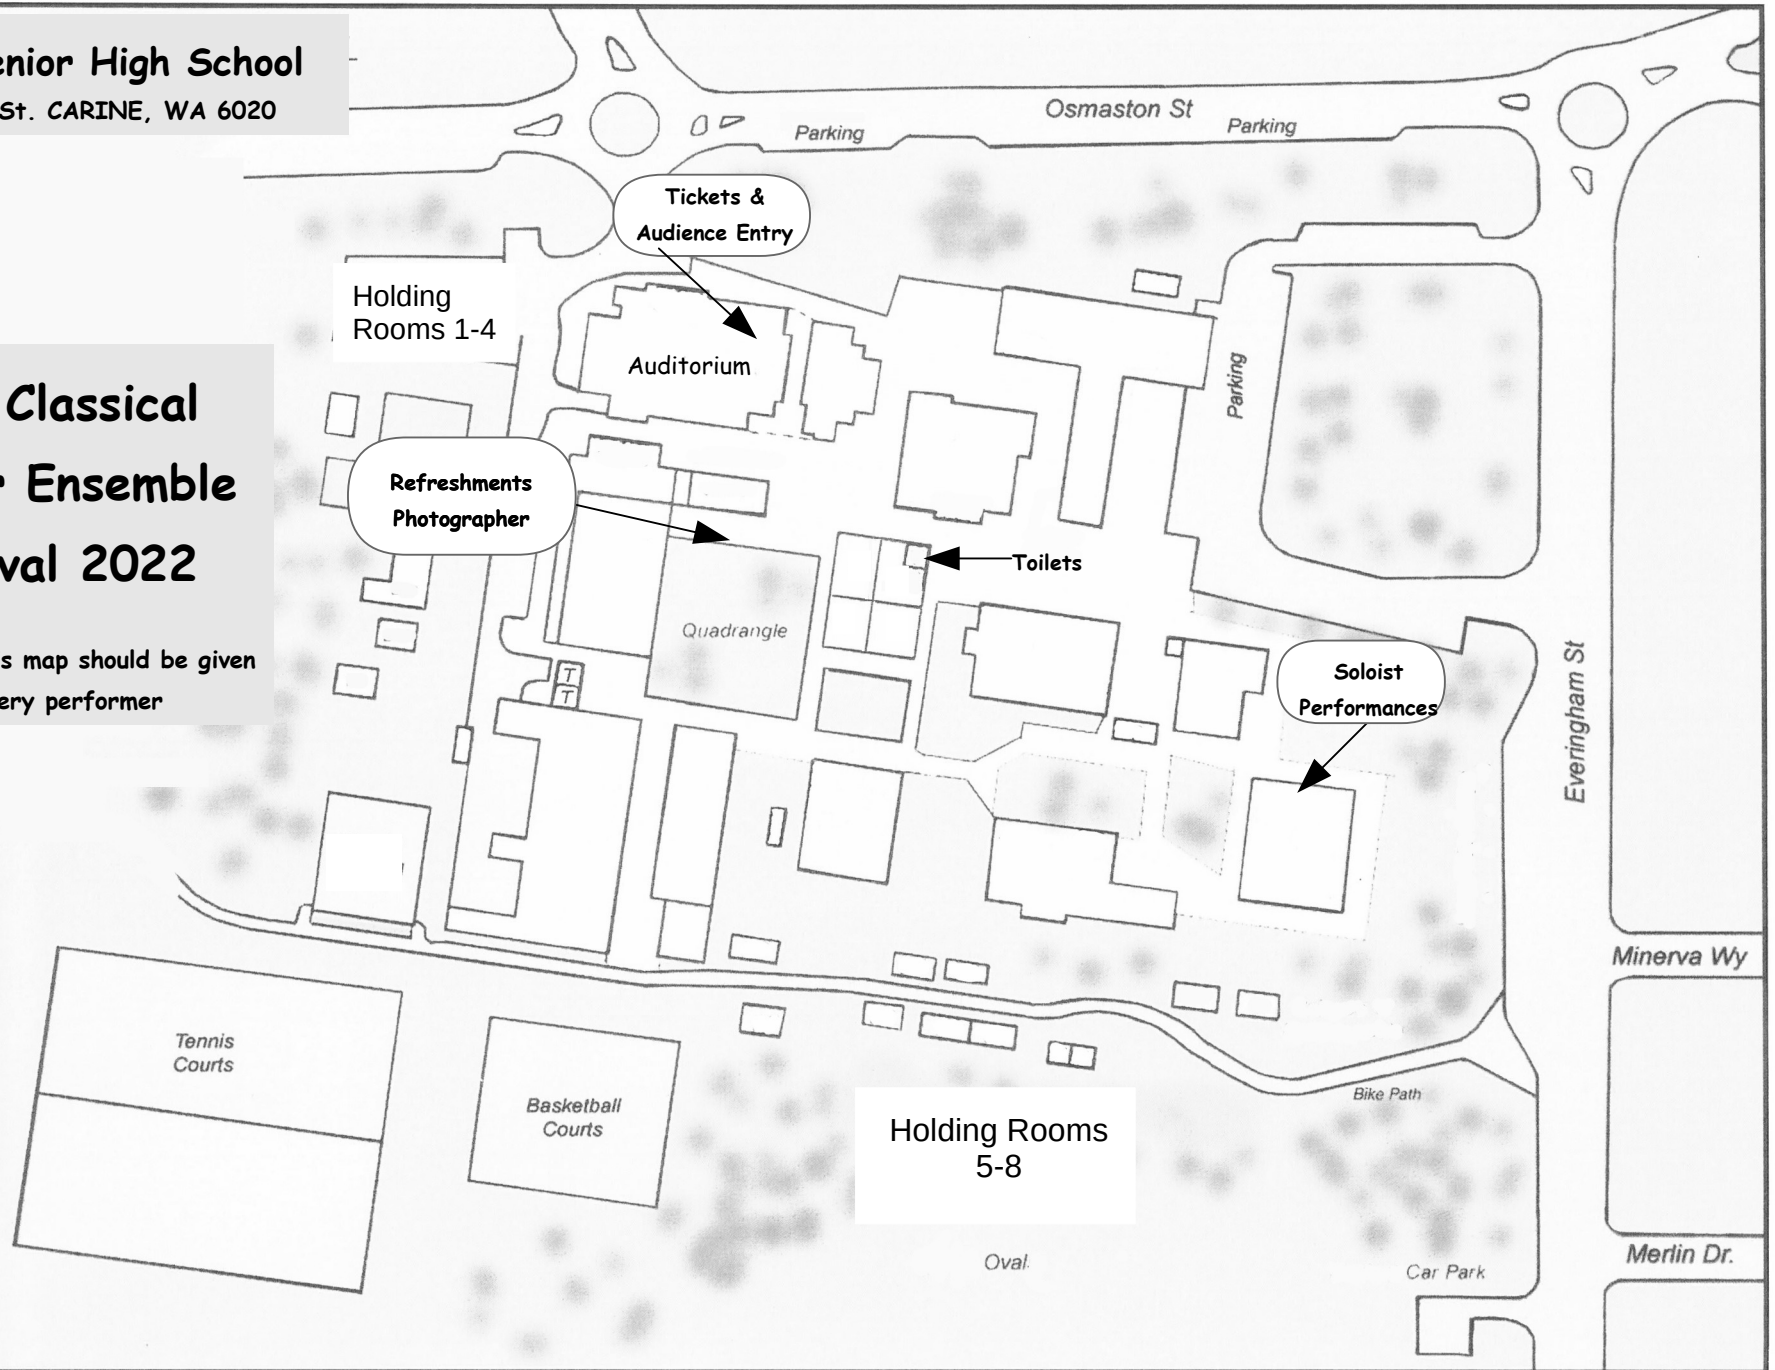 enior High School
St. CARINE, WA 6020
Osmaston St
Parking
Parking
Tickets &
Audience Entry
Holding
Rooms 1-4
Auditorium
Parking
Classical
r Ensemble
val 2022
s map should be given
ery performer
Refreshments
Photographer
Toilets
Quadrangle
T
T
Soloist
Performances
Everingham St
Minerva Wy
Tennis
Courts
Basketball
Courts
Holding Rooms
5-8
Bike Path
Oval
Car Park
Merlin Dr.